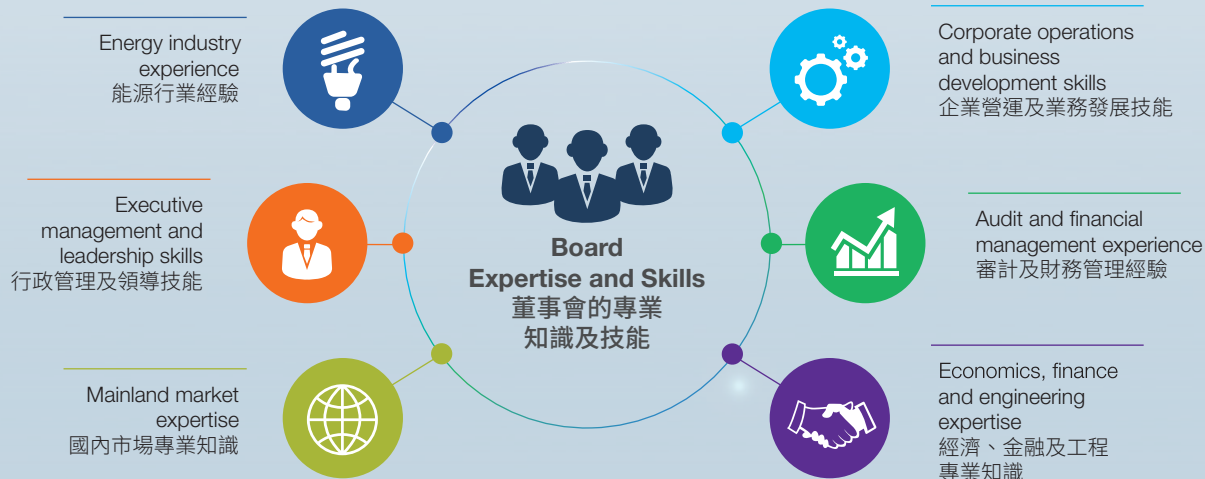 Energy industry
experience
能源行業經驗
Executive
management and
leadership skills
行政管理及領導技能
Mainland market
expertise
國內市場專業知識
Board
Expertise and Skills
董事會的專業
知識及技能
Corporate operations
and business
development skills
企業營運及業務發展技能
Audit and financial
management experience
審計及財務管理經驗
Economics, finance
and engineering
expertise
經濟、金融及工程
專業知識